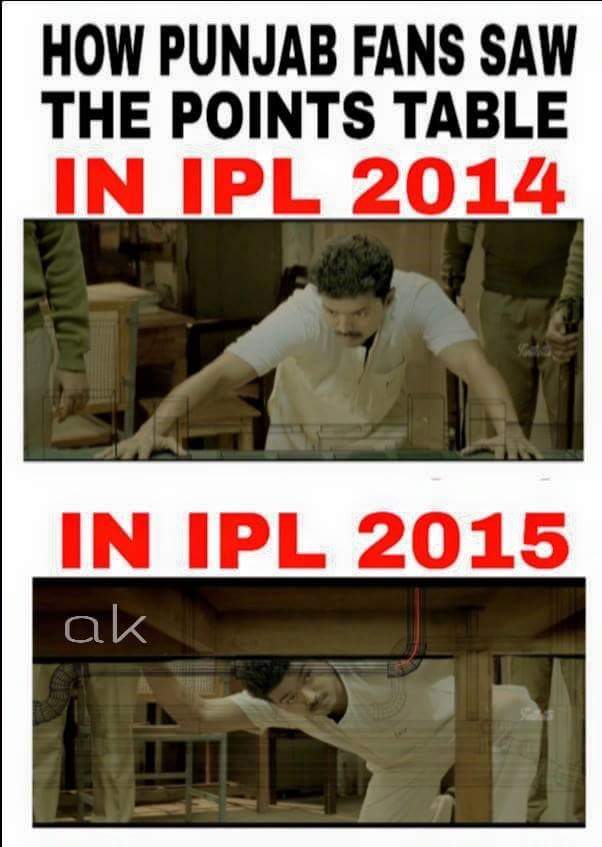 HOW PUNJAB FANS SAW
THE POINTS TABLE
IN IPL 2014
IN IPL 2015
ak